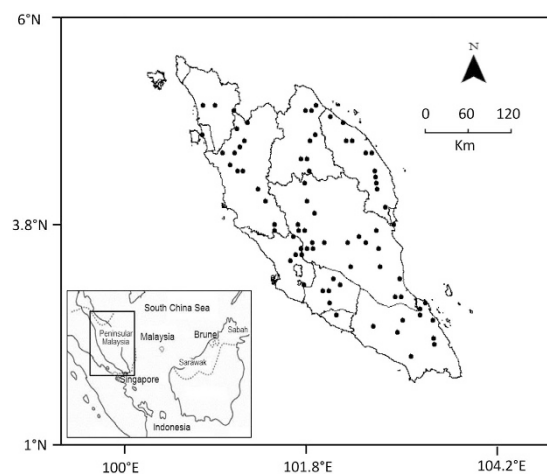 6°N
N
0 60 120
Km
3.8°N
South China Sea
Peninsular
Malaysia
Malaysia
Brunei
Sabah
Sarawak
Singapore
Indonesia
1°N
100°E
101.8°E
104.2°E